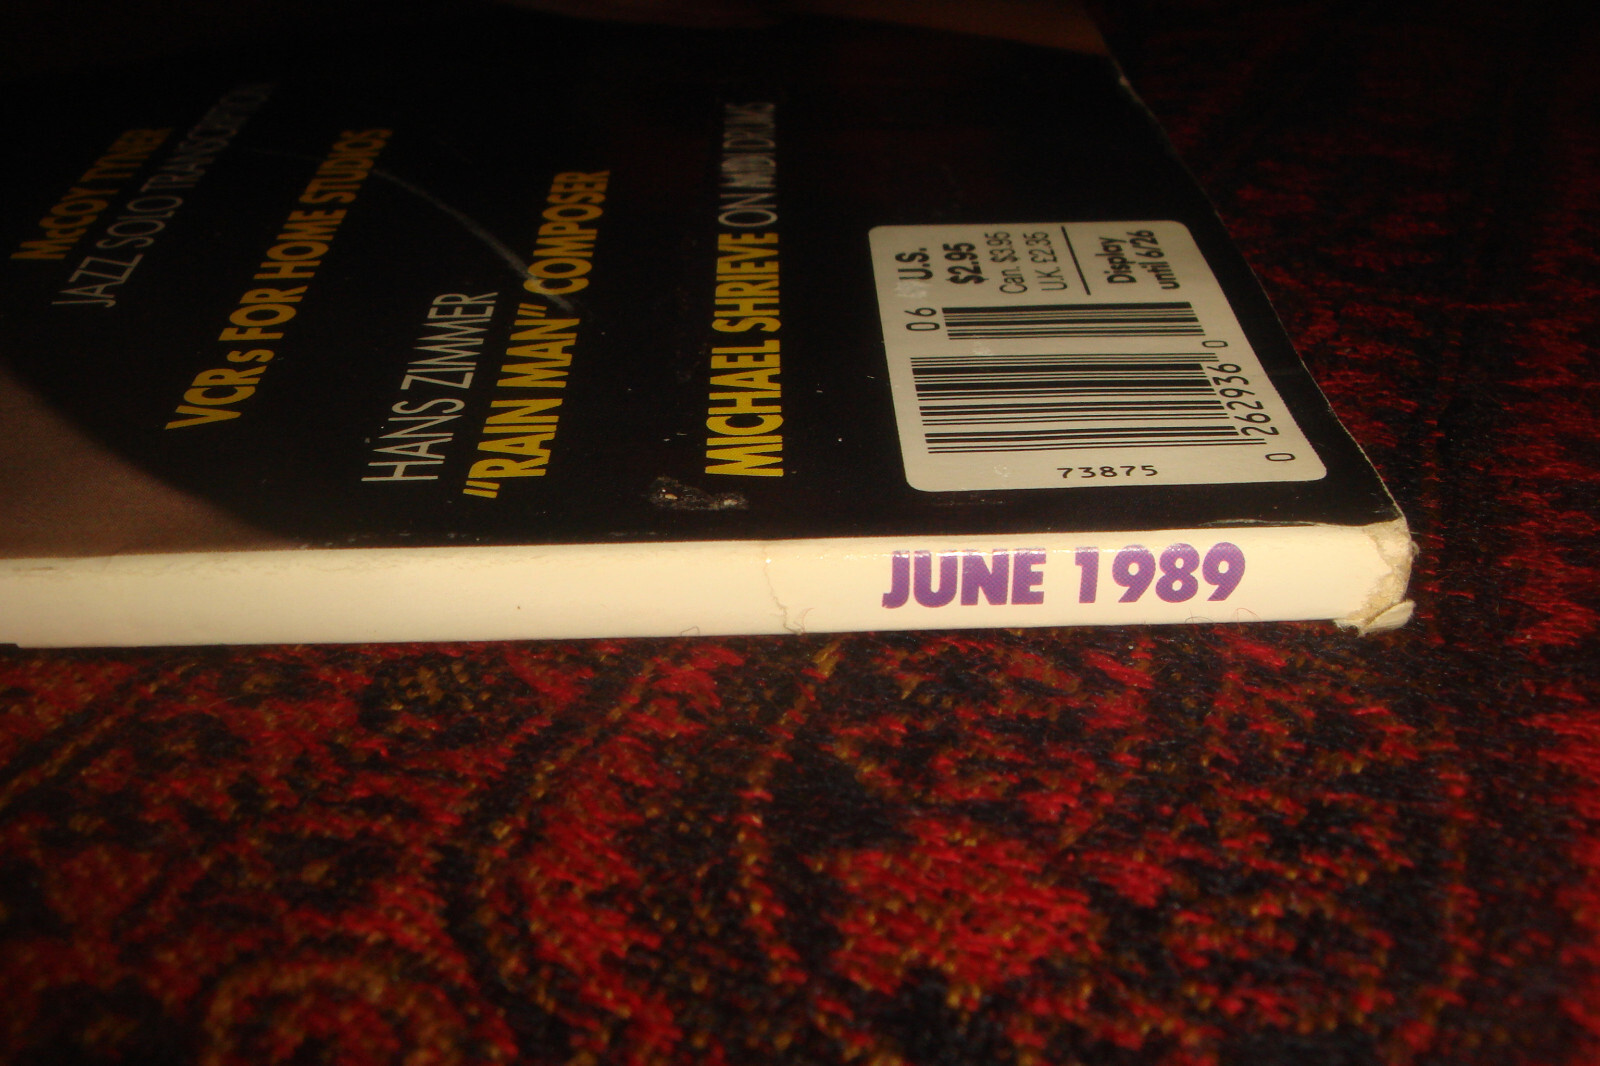 McCOY TYNER
JAZZ SOLO TRANSCRIPTION
VCRs FOR HOME STUDIOS
HANS ZIMMER
"RAIN MAN" COMPOSER
MICHAEL SHRIEVE ON MIDI DRUMS
06
U.S.
$2.95
Can. $3.95
U.K. £2.35
Display
until 6/26
0 262936 0
73875
JUNE 1989